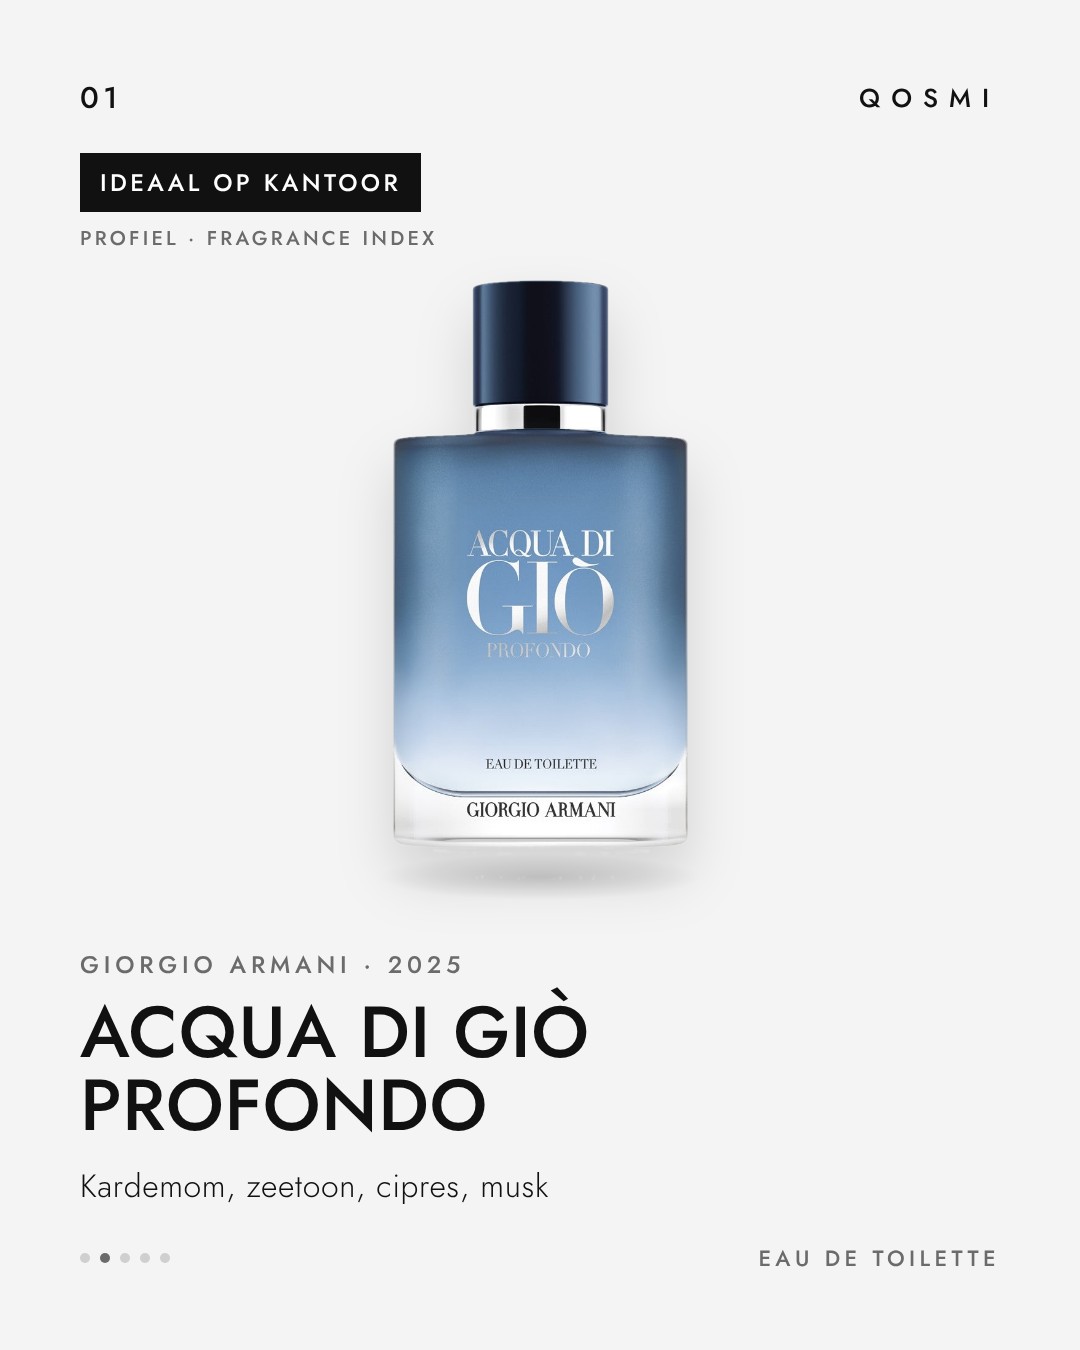 01
QOSMI
IDEAAL OP KANTOOR
PROFIEL · FRAGRANCE INDEX
ACQUA DI
GIÒ
PROFONDO
EAU DE TOILETTE
GIORGIO ARMANI
GIORGIO ARMANI · 2025
ACQUA DI GIÒ
PROFONDO
Kardemom, zeetoon, cipres, musk
EAU DE TOILETTE